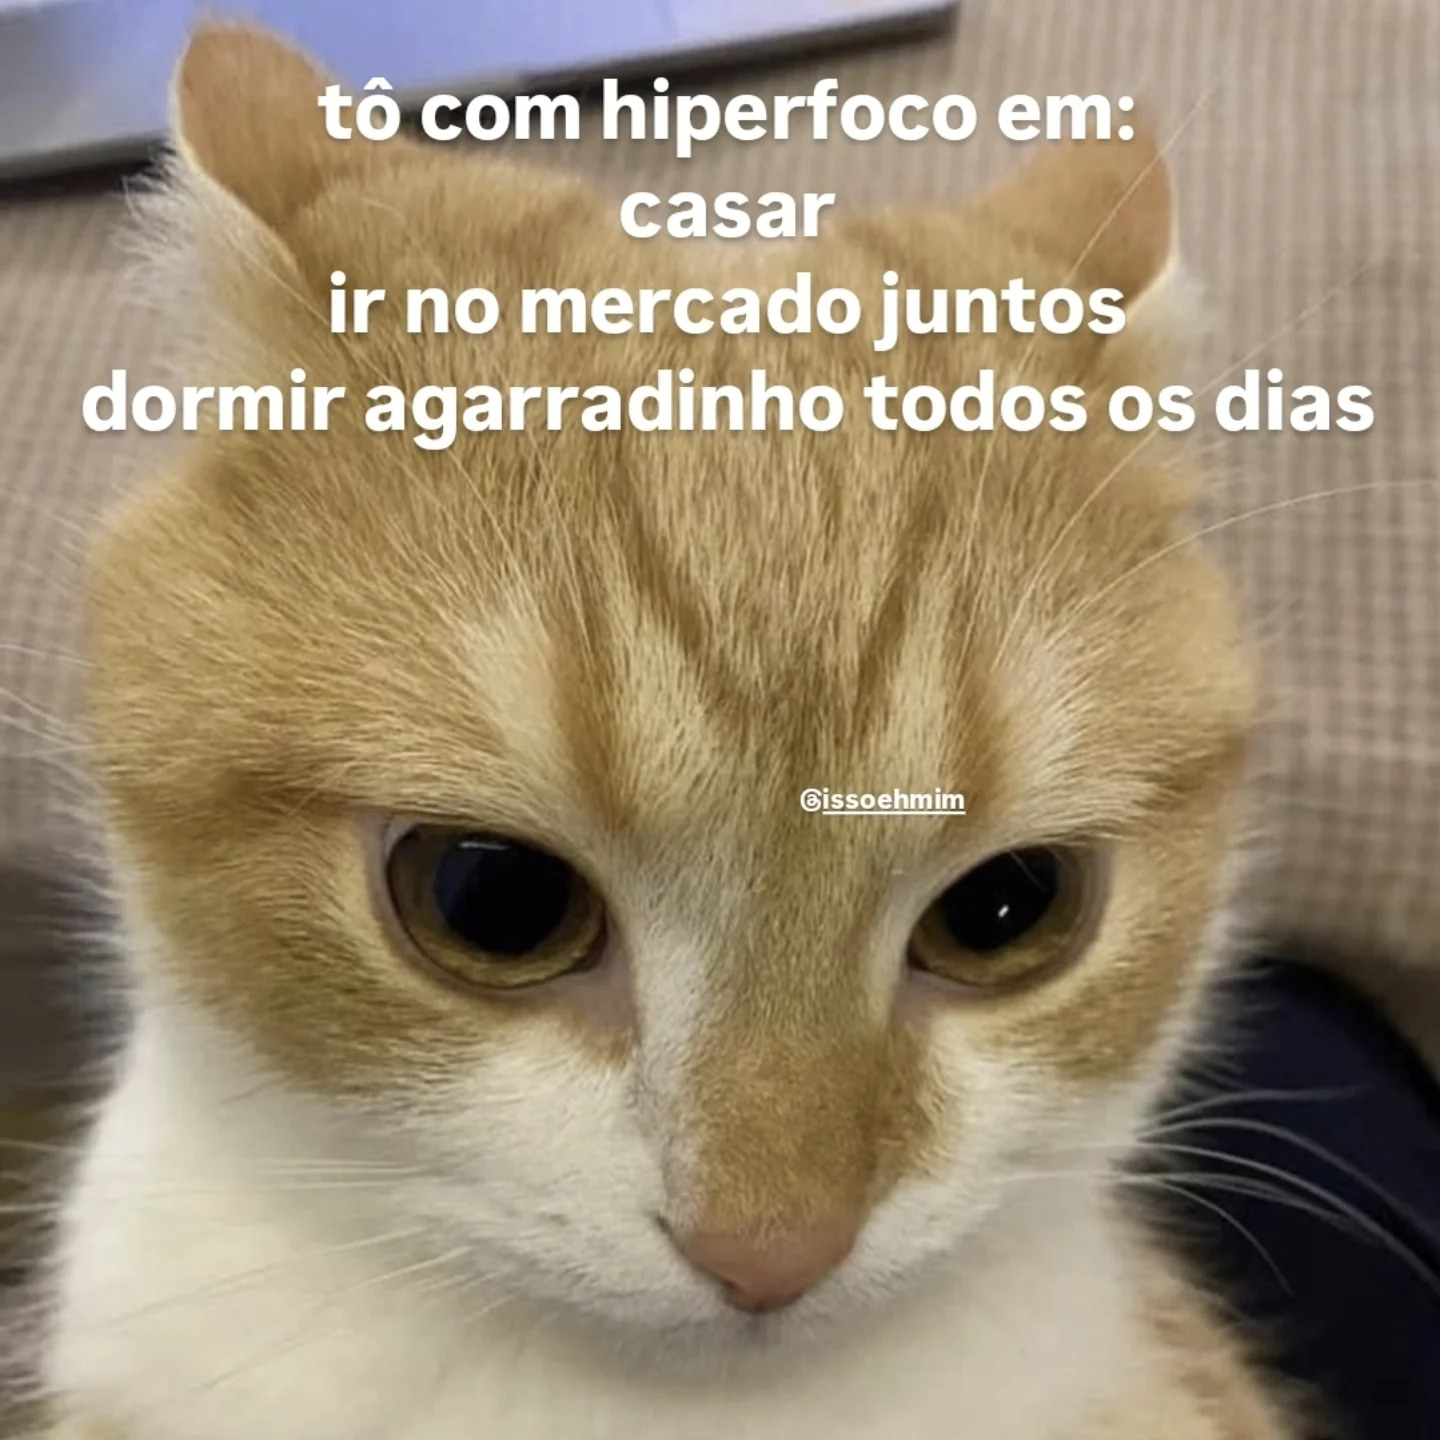 tô com hiperfoco em:
casar
ir no mercado juntos
dormir agarradinho todos os dias
@issoehmim